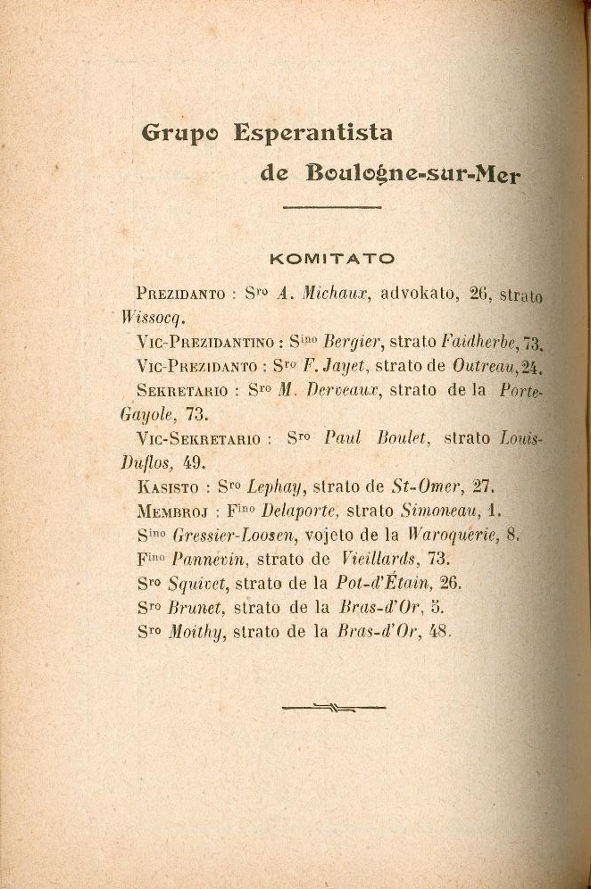 Grupo Esperantista
de Boulogne-sur-Mer
KOMITATO
PREZIDANTO : Sro A. Michaux, advokato, 26, strato
Wissocq.
VIC-PREZIDANTINO : Sino Bergier, strato Faidherbe, 73.
VIC-PREZIDANTO : Sro F. Jayet, strato de Outreau, 24.
SEKRETARIO : Sro M. Derveaux, strato de la Porte-
Gayole, 73.
VIC-SEKRETARIO : Sro Paul Boulet, strato Louis-
Duflos, 49.
KASISTO : Sro Lephay, strato de St-Omer, 27.
MEMBROJ : Fino Delaporte, strato Simoneau, 1.
Sino Gressier-Loosen, vojeto de la Waroquerie, 8.
Fino Pannevin, strato de Vieillards, 73.
Sro Squivet, strato de la Pot-d'Étain, 26.
Sro Brunet, strato de la Bras-d'Or, 5.
Sro Moithy, strato de la Bras-d'Or, 48.